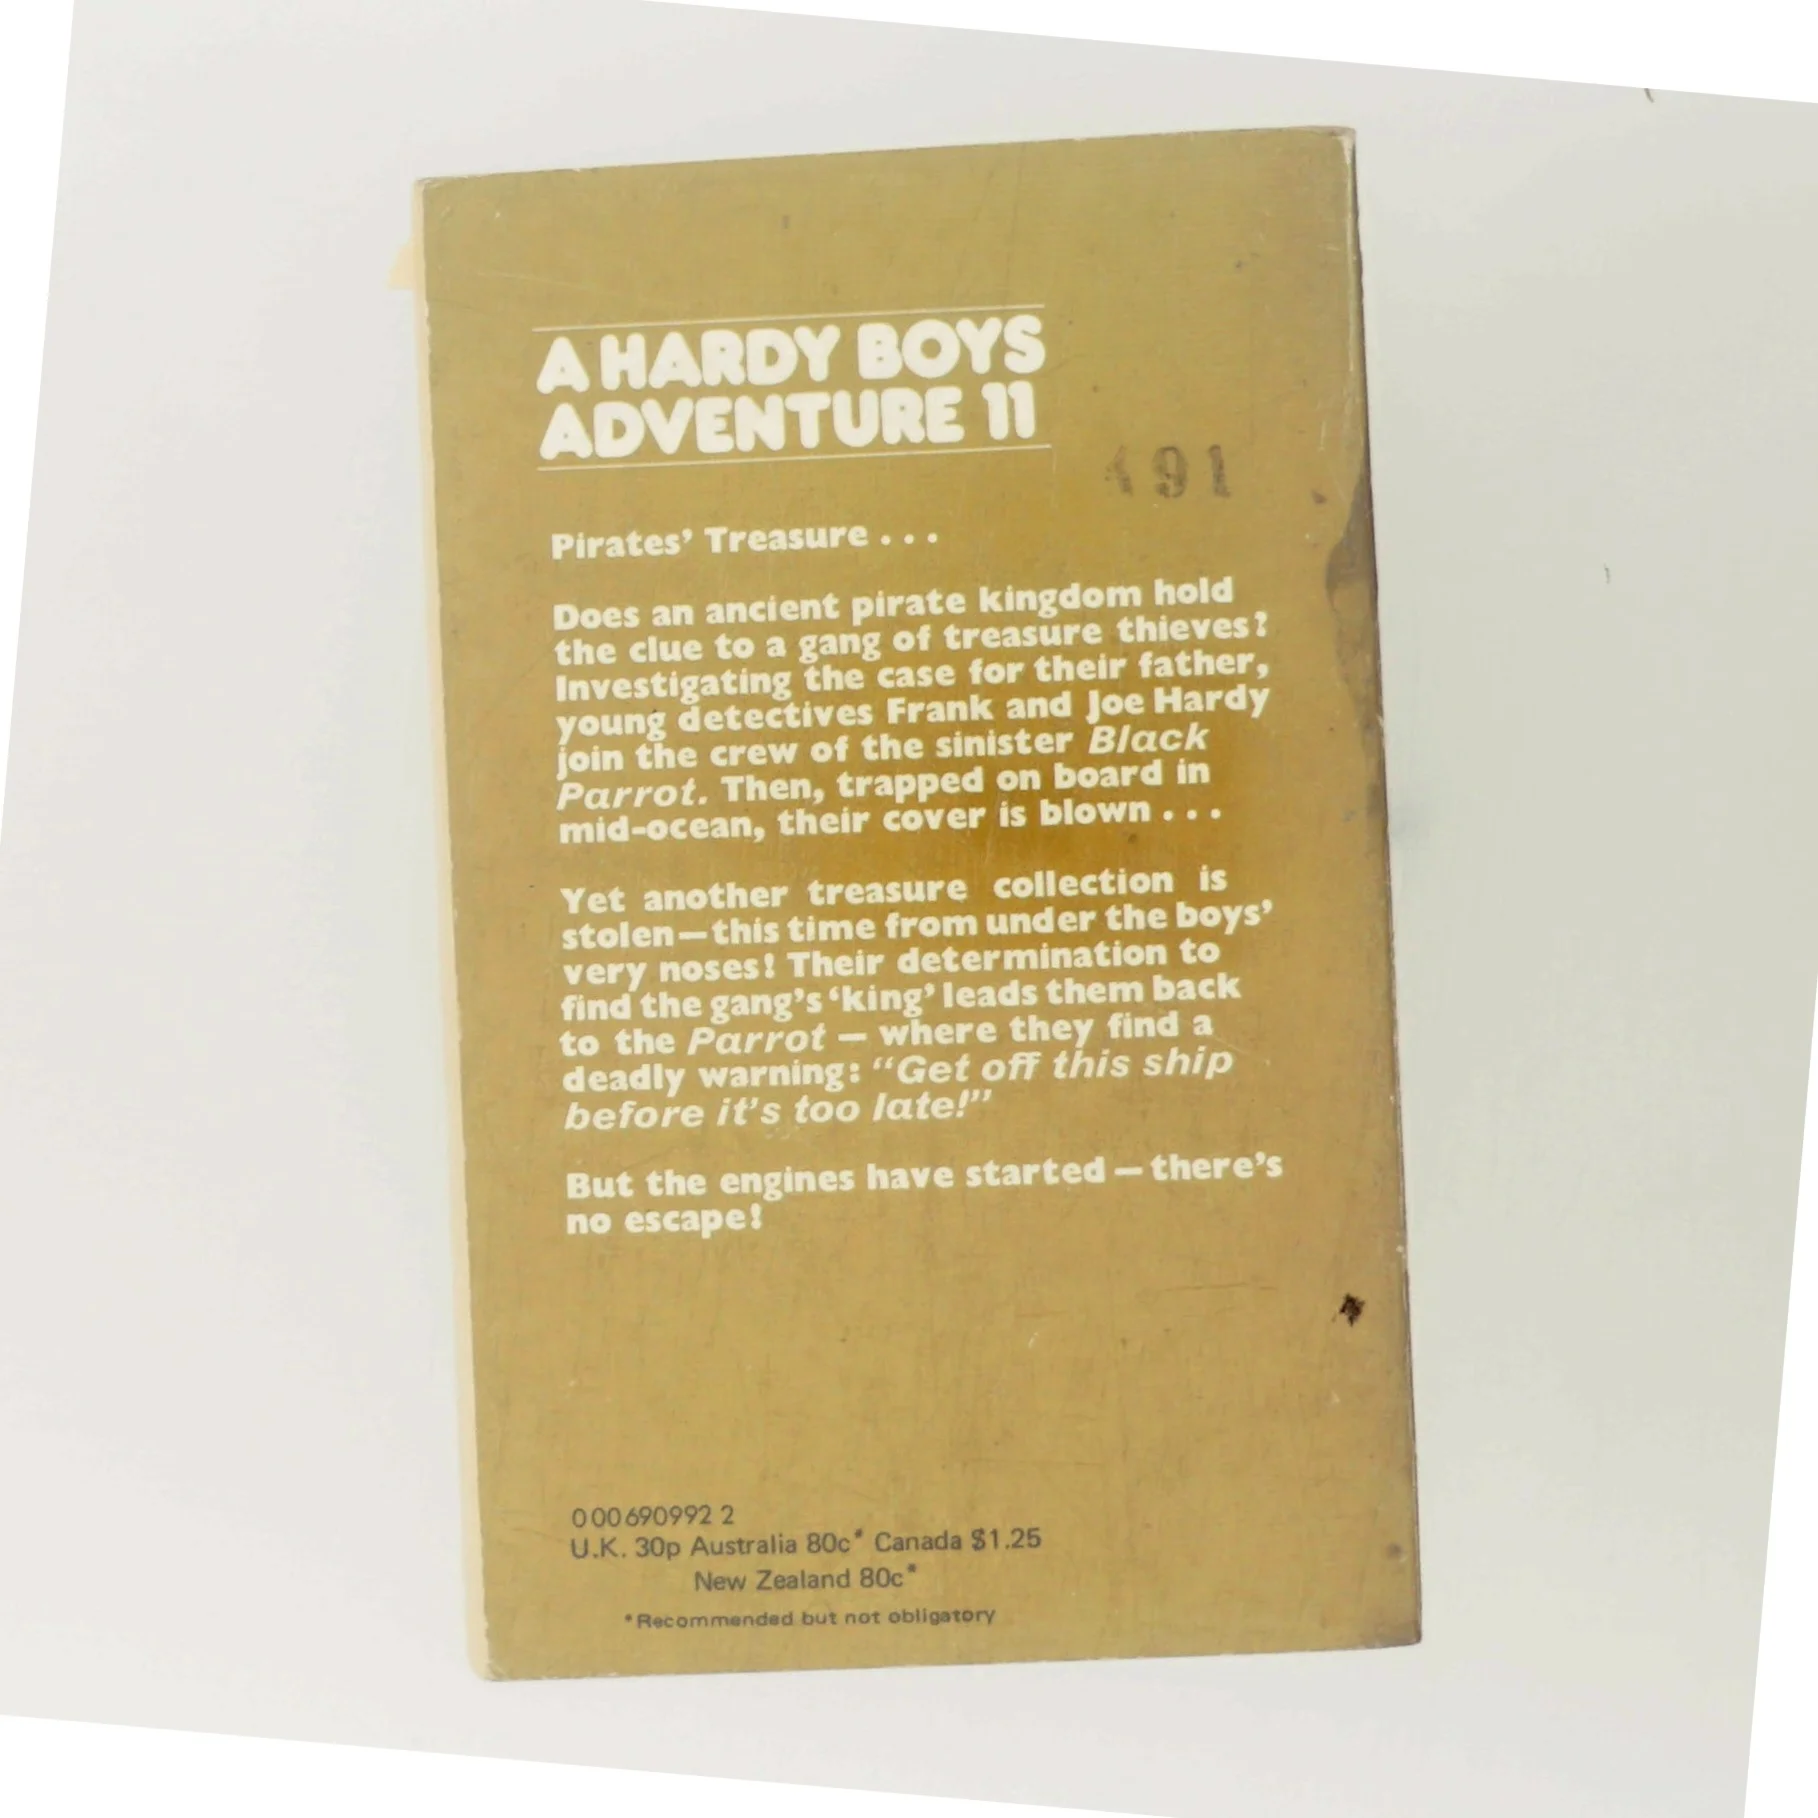 A HARDY BOYS
ADVENTURE 11
491
Pirates’ Treasure . . .
Does an ancient pirate kingdom hold
the clue to a gang of treasure thieves?
Investigating the case for their father,
young detectives Frank and Joe Hardy
join the crew of the sinister Black
Parrot. Then, trapped on board in
mid-ocean, their cover is blown . . .
Yet another treasure collection is
stolen—this time from under the boys’
very noses! Their determination to
find the gang’s ‘king’ leads them back
to the Parrot — where they find a
deadly warning: “Get off this ship
before it’s too late!”
But the engines have started — there’s
no escape!
0 00 690992 2
U.K. 30p Australia 80c* Canada $1.25
New Zealand 80c*
*Recommended but not obligatory